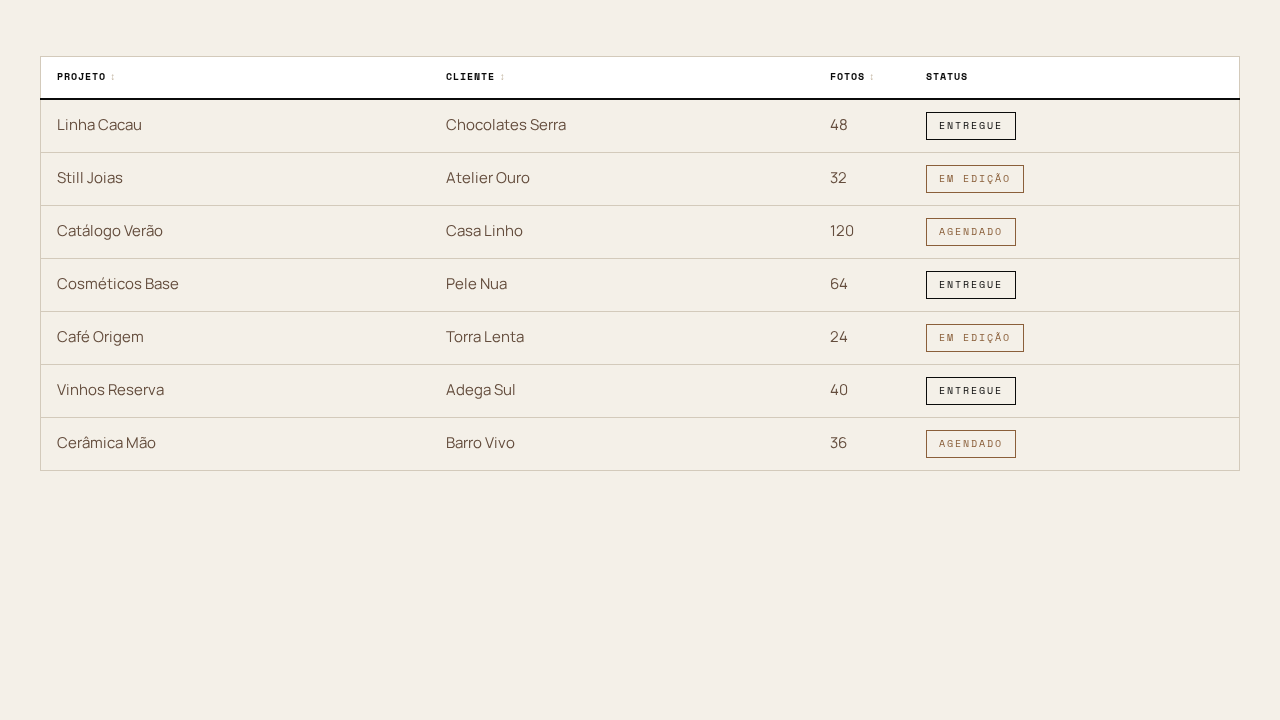 PROJETO ↕ CLIENTE ↕ FOTOS ↕ STATUS
Linha Cacau Chocolates Serra 48 ENTREGUE
Still Joias Atelier Ouro 32 EM EDIÇÃO
Catálogo Verão Casa Linho 120 AGENDADO
Cosméticos Base Pele Nua 64 ENTREGUE
Café Origem Torra Lenta 24 EM EDIÇÃO
Vinhos Reserva Adega Sul 40 ENTREGUE
Cerâmica Mão Barro Vivo 36 AGENDADO